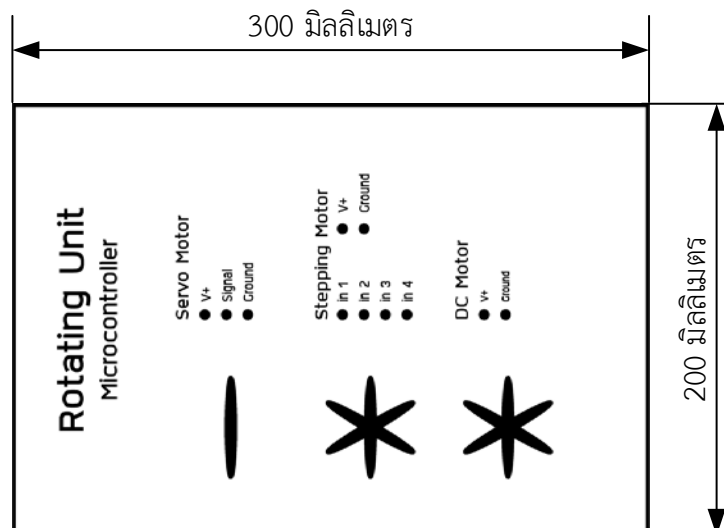 300 มิลลิเมตร
200 มิลลิเมตร
Rotating Unit
Microcontroller
Servo Motor
V+
Signal
Ground
Stepping Motor
in 1
in 2
in 3
in 4
V+
Ground
DC Motor
V+
Ground